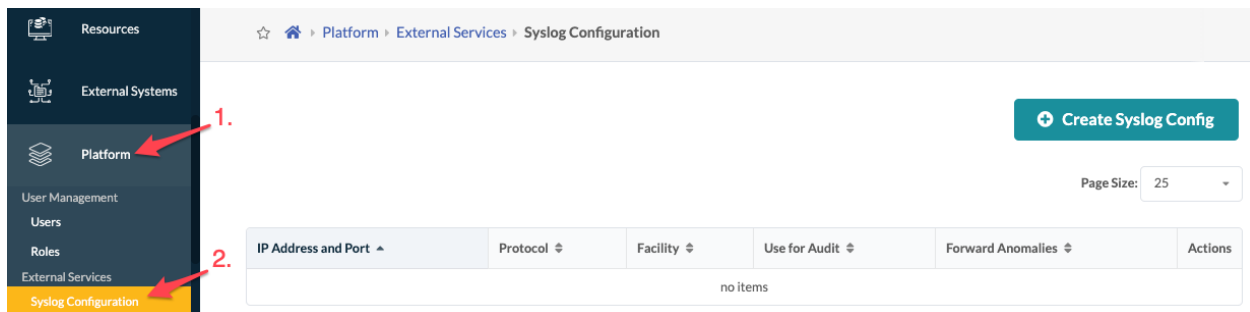 Resources
External Systems
1.
Platform
User Management
Users
Roles
2.
External Services
Syslog Configuration
Platform External Services Syslog Configuration
Create Syslog Config
Page Size: 25
IP Address and Port Protocol Facility Use for Audit Forward Anomalies Actions
no items